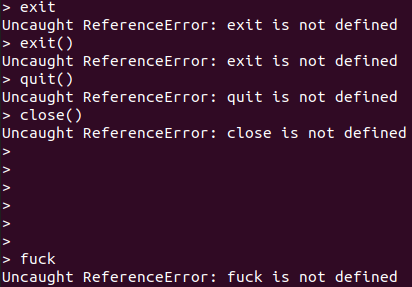 > exit
Uncaught ReferenceError: exit is not defined
> exit()
Uncaught ReferenceError: exit is not defined
> quit()
Uncaught ReferenceError: quit is not defined
> close()
Uncaught ReferenceError: close is not defined
>
>
>
>
>
>
> fuck
Uncaught ReferenceError: fuck is not defined